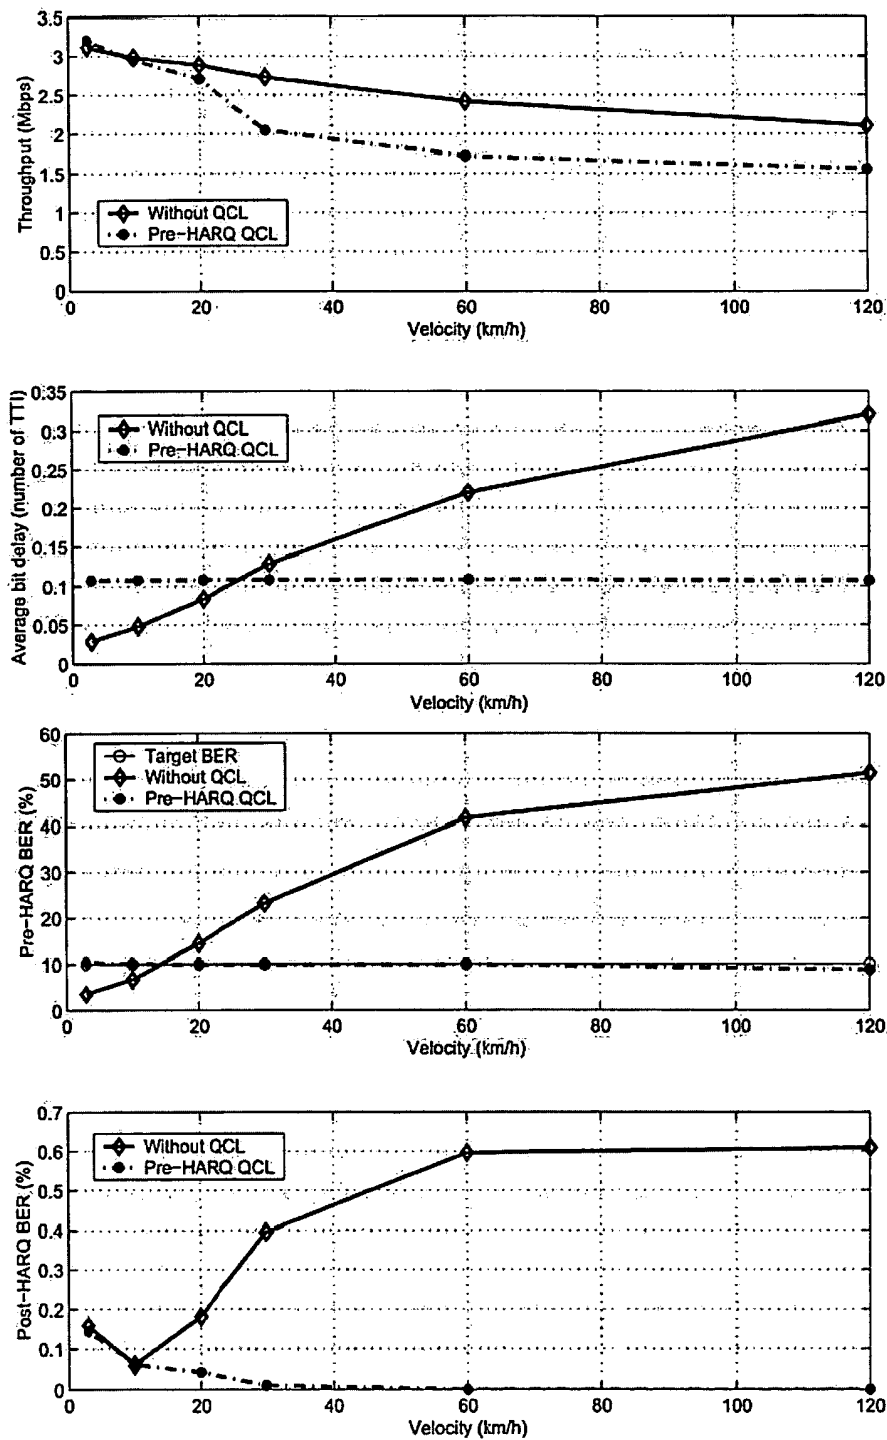 3.5
3
2.5
2
1.5
1
0.5
0
Throughput (Mbps)
Without QCL
Pre-HARQ QCL
0 20 40 60 80 100 120
Velocity (km/h)
0.35
0.3
0.25
0.2
0.15
0.1
0.05
0
Average bit delay (number of TTI)
Without QCL
Pre-HARQ QCL
0 20 40 60 80 100 120
Velocity (km/h)
60
50
40
30
20
10
0
Pre-HARQ BER (%)
Target BER
Without QCL
Pre-HARQ QCL
0 20 40 60 80 100 120
Velocity (km/h)
0.7
0.6
0.5
0.4
0.3
0.2
0.1
0
Post-HARQ BER (%)
Without QCL
Pre-HARQ QCL
0 20 40 60 80 100 120
Velocity (km/h)